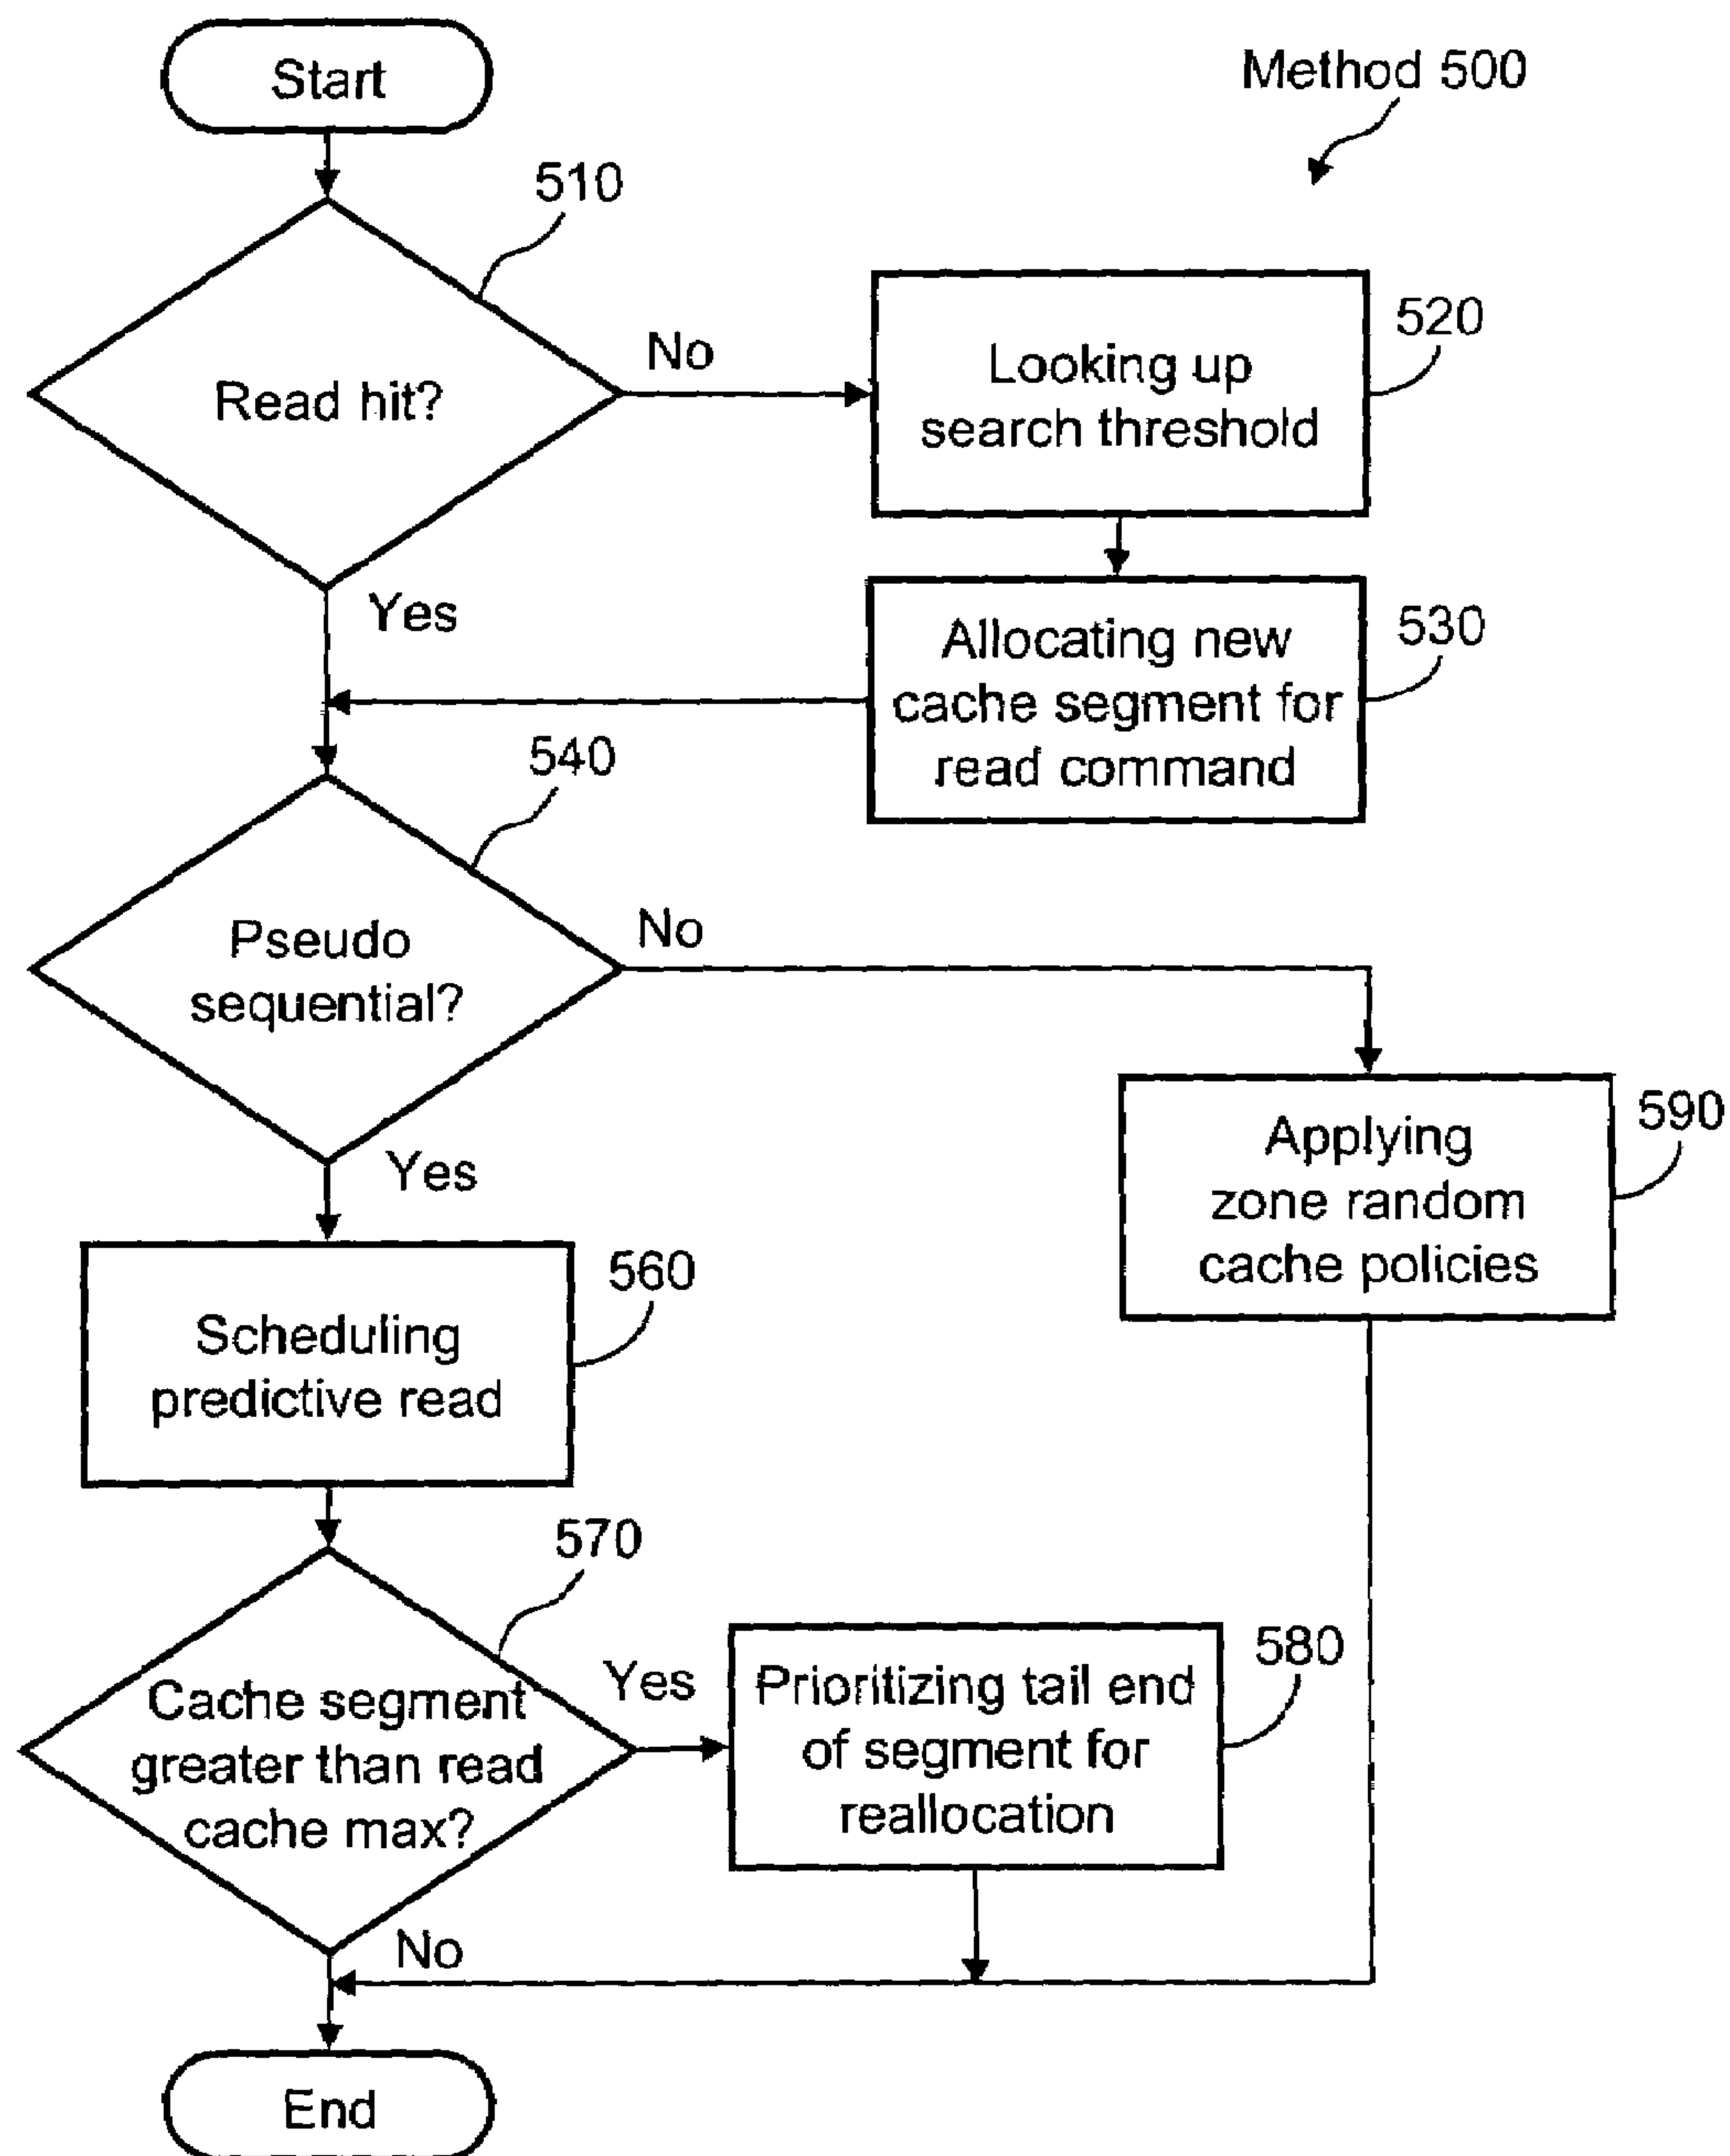 Start
Method 500
510
Read hit?
No
Yes
520
Looking up
search threshold
530
Allocating new
cache segment for
read command
540
Pseudo
sequential?
No
Yes
590
Applying
zone random
cache policies
560
Scheduling
predictive read
570
Cache segment
greater than read
cache max?
Yes
No
580
Prioritizing tail end
of segment for
reallocation
End